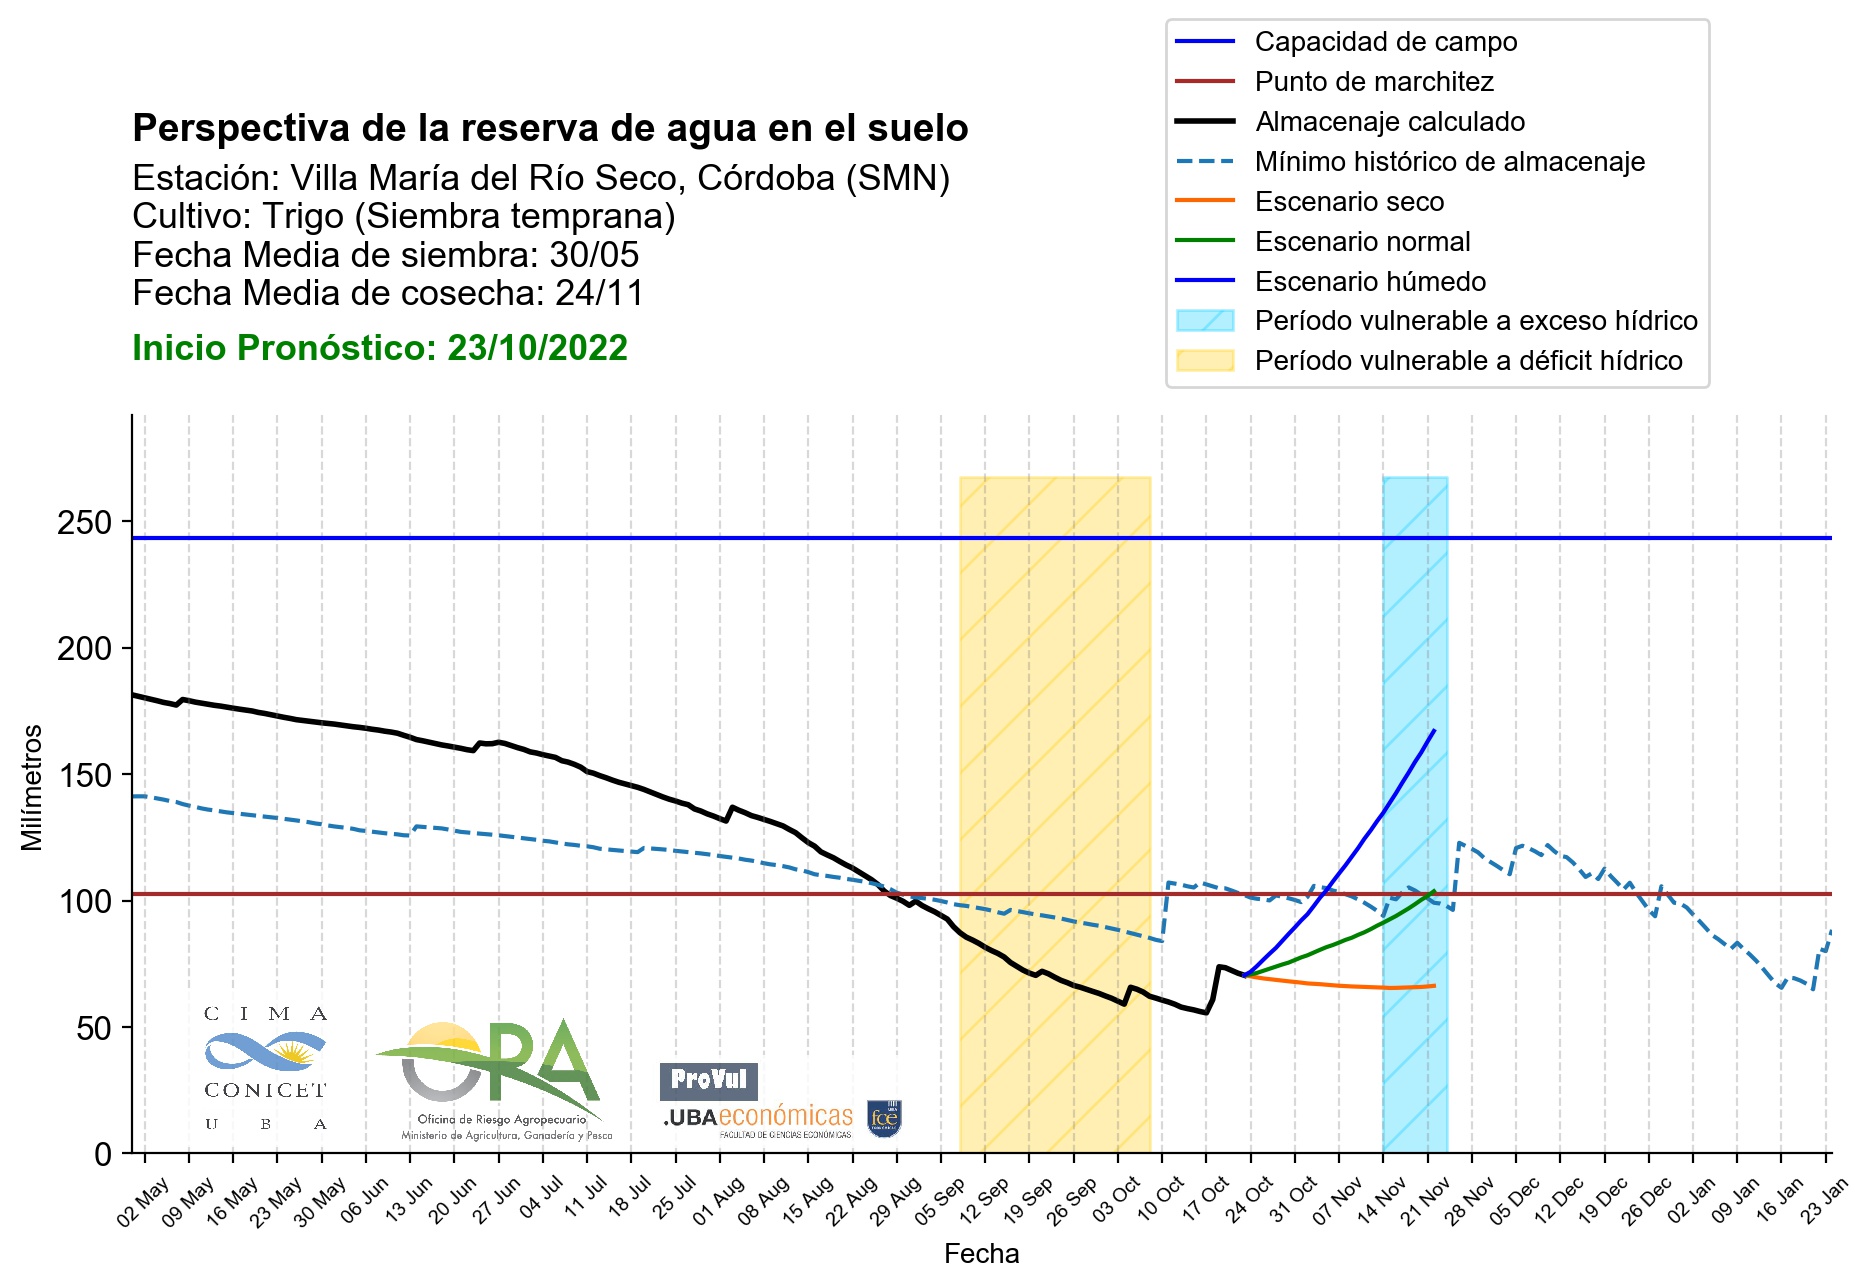 Capacidad de campo
Punto de marchitez
Almacenaje calculado
Mínimo histórico de almacenaje
Escenario seco
Escenario normal
Escenario húmedo
Período vulnerable a exceso hídrico
Período vulnerable a déficit hídrico
Perspectiva de la reserva de agua en el suelo
Estación: Villa María del Río Seco, Córdoba (SMN)
Cultivo: Trigo (Siembra temprana)
Fecha Media de siembra: 30/05
Fecha Media de cosecha: 24/11
Inicio Pronóstico: 23/10/2022
Milímetros
250
200
150
100
50
0
C I M A
CONICET
U B A
ORA
Oficina de Riesgo Agropecuario
Ministerio de Agricultura, Ganadería y Pesca
ProVul
.UBAeconómicas
FACULTAD DE CIENCIAS ECONÓMICAS
fce
02 May 09 May 16 May 23 May 30 May 06 Jun 13 Jun 20 Jun 27 Jun 04 Jul 11 Jul 18 Jul 25 Jul 01 Aug 08 Aug 15 Aug 22 Aug 29 Aug 05 Sep 12 Sep 19 Sep 26 Sep 03 Oct 10 Oct 17 Oct 24 Oct 31 Oct 07 Nov 14 Nov 21 Nov 28 Nov 05 Dec 12 Dec 19 Dec 26 Dec 02 Jan 09 Jan 16 Jan 23 Jan
Fecha